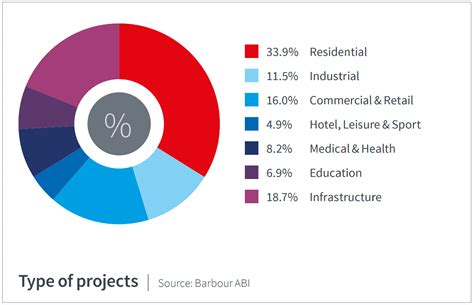 %
33.9% Residential
11.5% Industrial
16.0% Commercial & Retail
4.9% Hotel, Leisure & Sport
8.2% Medical & Health
6.9% Education
18.7% Infrastructure
Type of projects | Source: Barbour ABI